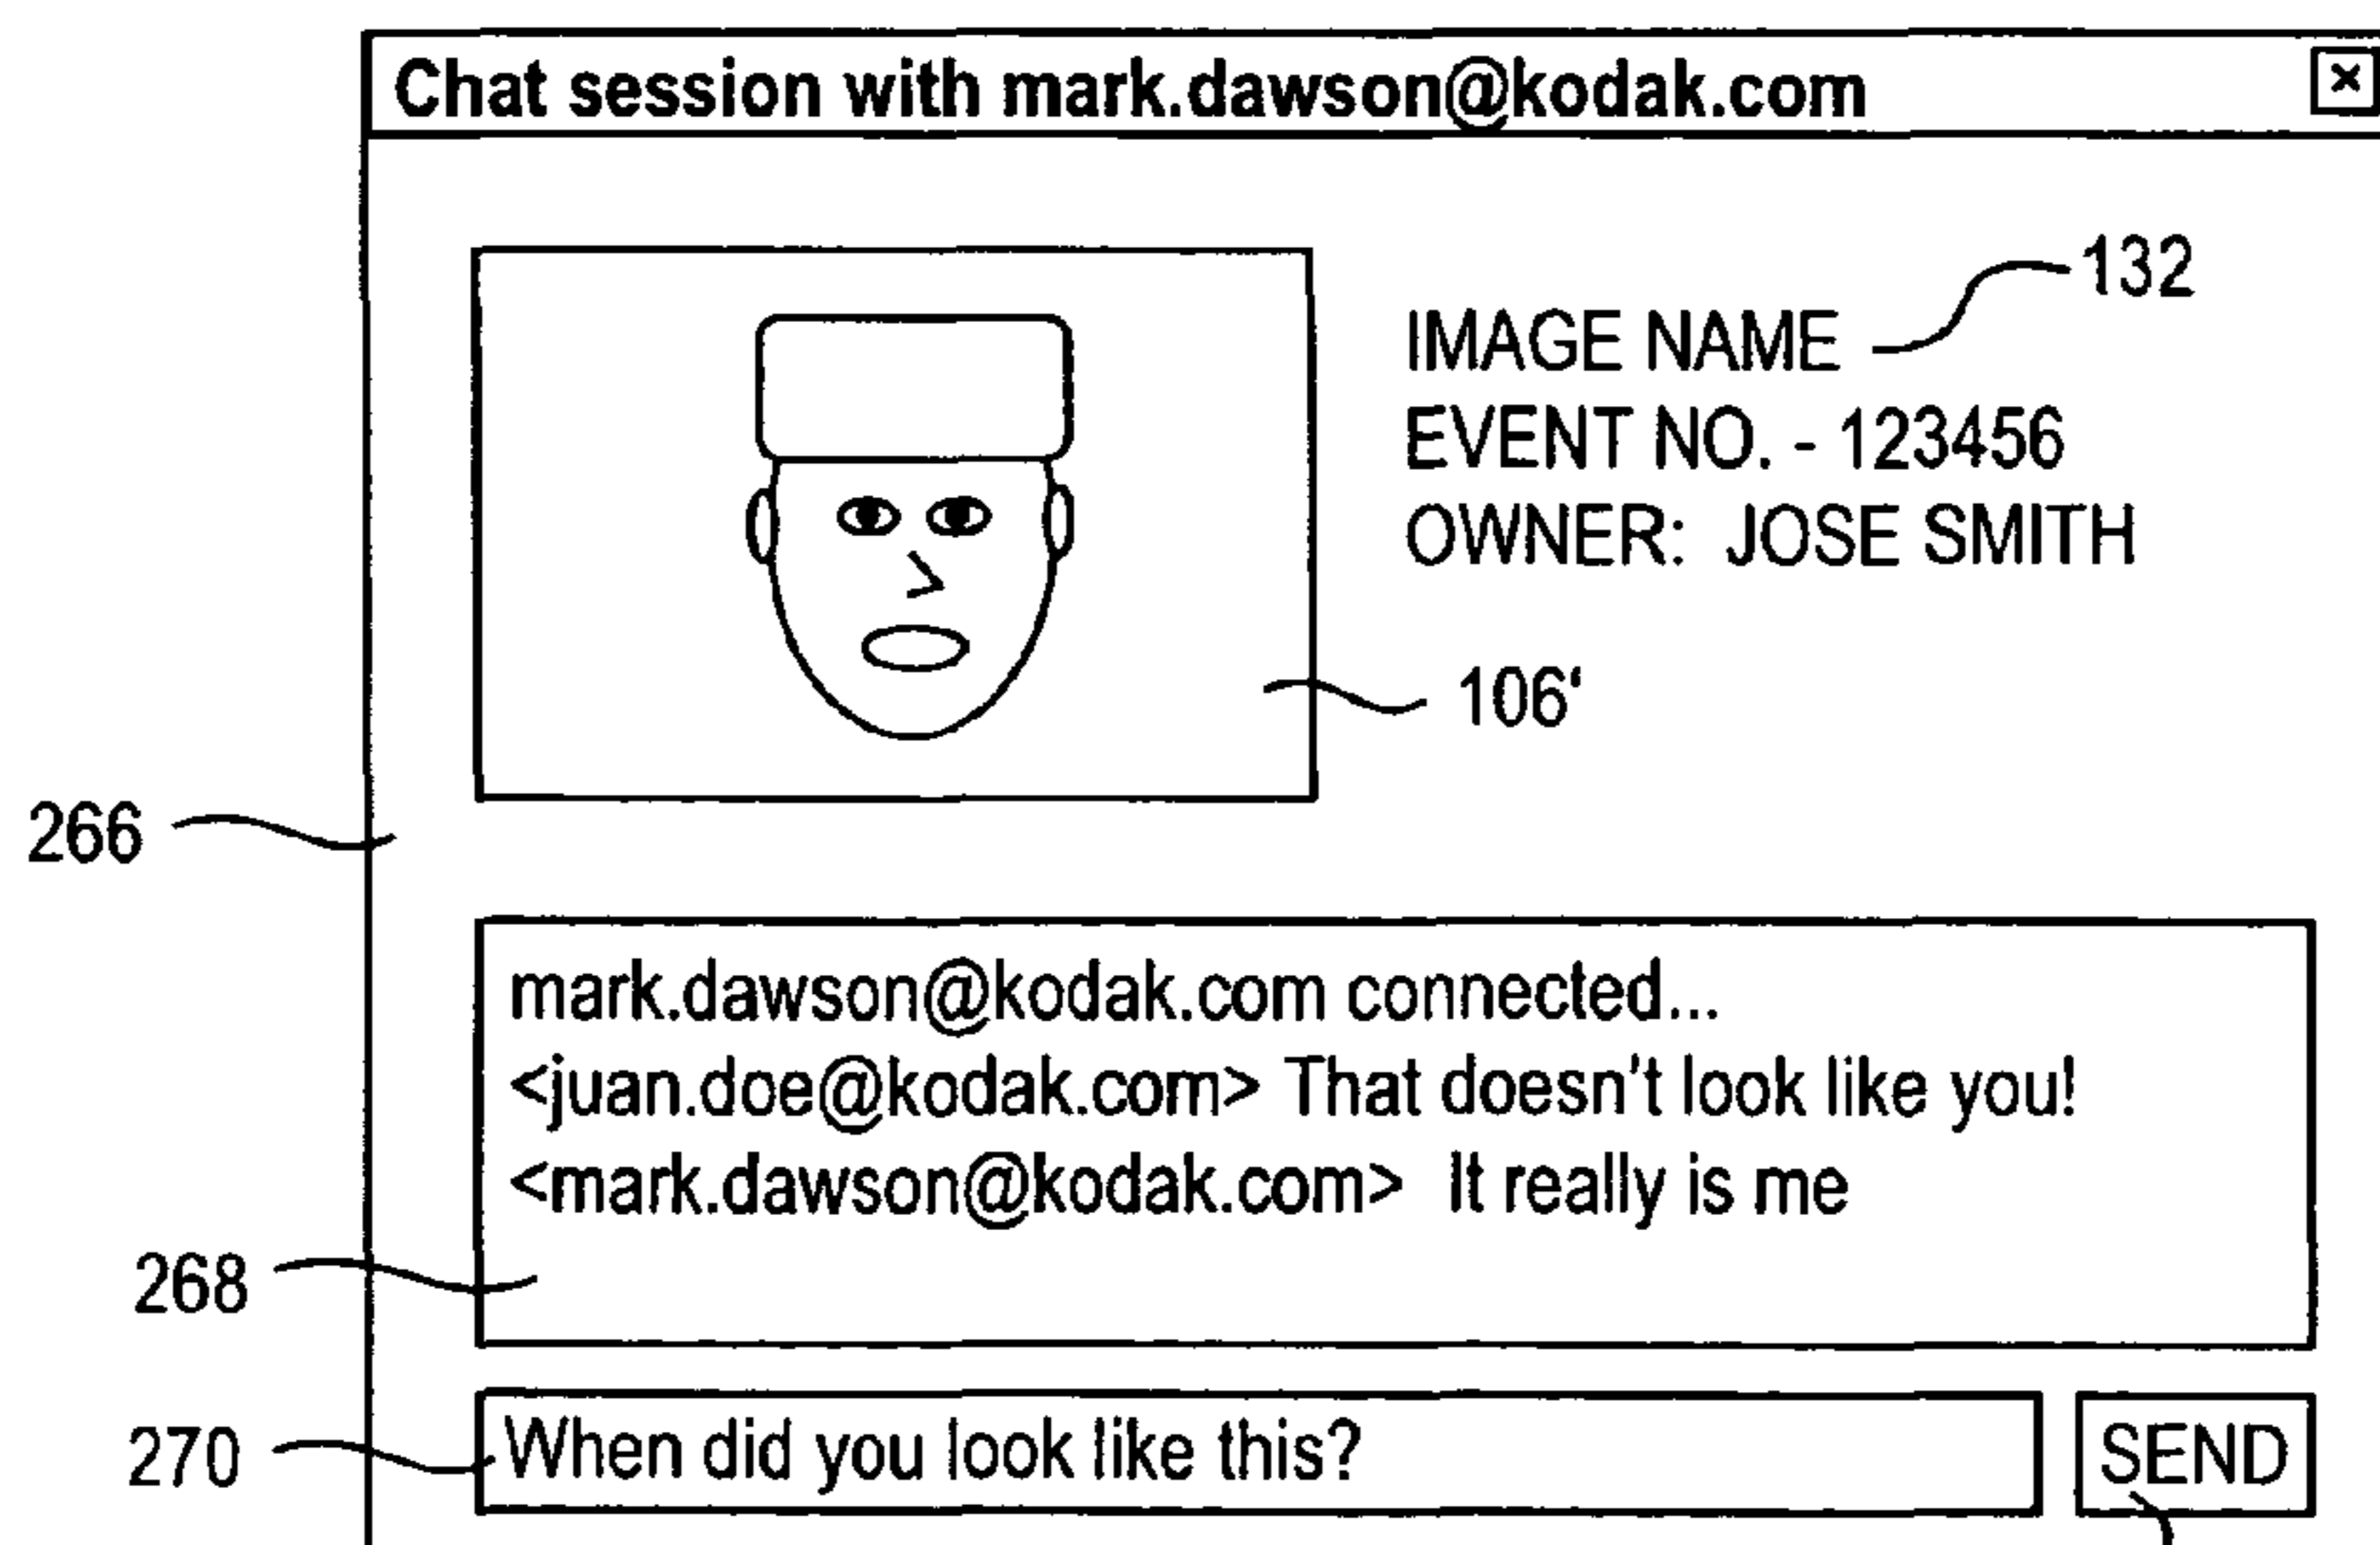 Chat session with mark.dawson@kodak.com x
132
IMAGE NAME
EVENT NO. - 123456
OWNER: JOSE SMITH
106'
266
mark.dawson@kodak.com connected...
<juan.doe@kodak.com> That doesn't look like you!
<mark.dawson@kodak.com> It really is me
268
270 When did you look like this? SEND